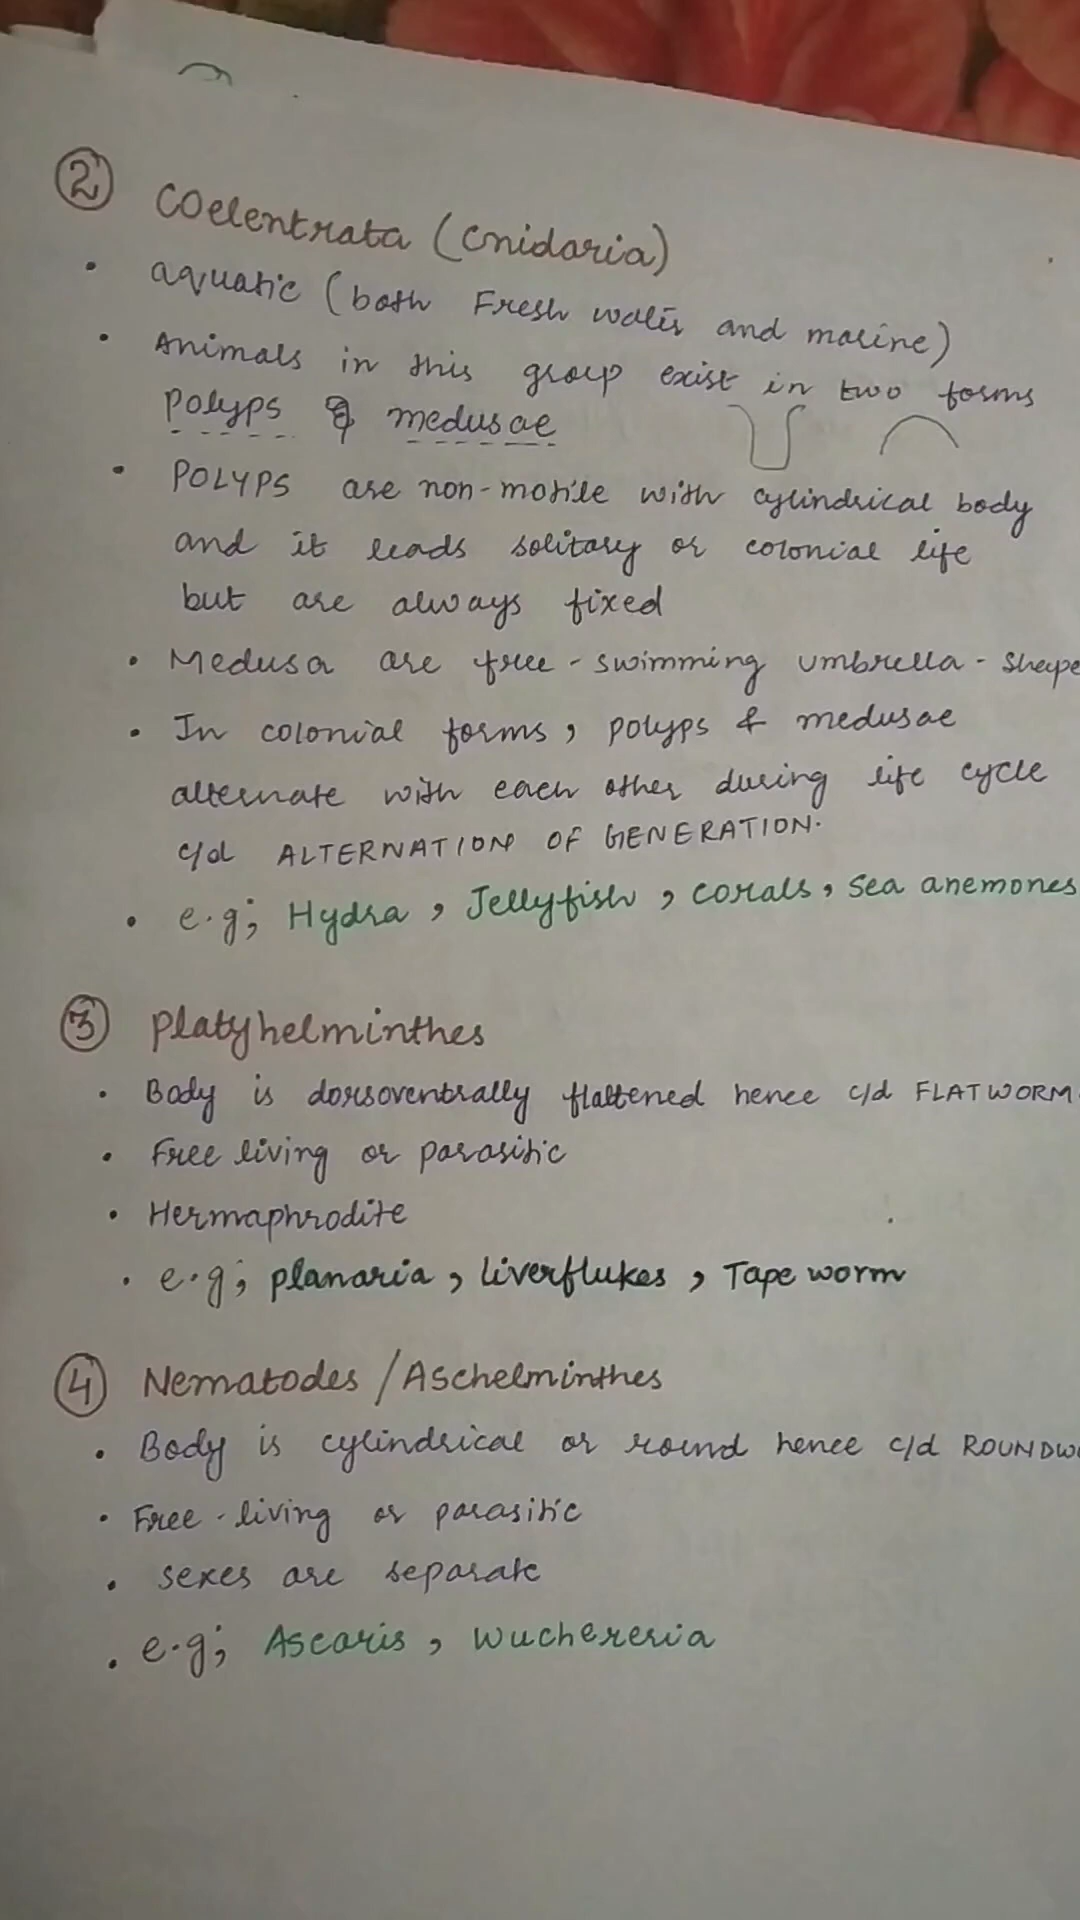 ② Coelentrata (Cnidaria)
• aquatic (both Fresh water and marine)
• Animals in this group exist in two forms
Polyps & medusae
• POLYPS are non-motile with cylindrical body
and it leads solitary or colonial life
but are always fixed
• Medusa are free-swimming umbrella-shape
• In colonial forms, polyps & medusae
alternate with each other during life cycle
c/d ALTERNATION OF GENERATION.
• e.g; Hydra, Jellyfish, corals, sea anemones
③ Platyhelminthes
• Body is dorsoventrally flattened hence c/d FLATWORM
• Free living or parasitic
• Hermaphrodite
• e.g; planaria, liverflukes, Tape worm
④ Nematodes/Aschelminthes
• Body is cylindrical or round hence c/d ROUNDWO
• Free-living or parasitic
• sexes are separate
• e.g; Ascaris, wuchereria